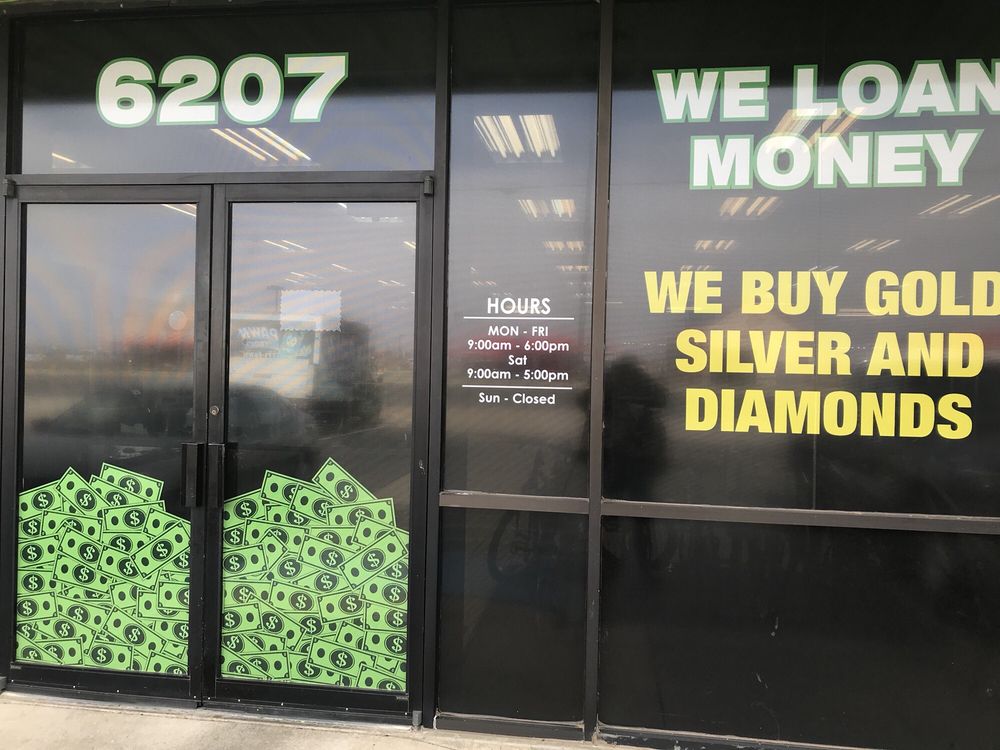 6207
WE LOAN
MONEY
HOURS
MON - FRI
9:00am - 6:00pm
Sat
9:00am - 5:00pm
Sun - Closed
WE BUY GOLD
SILVER AND
DIAMONDS
PAWN